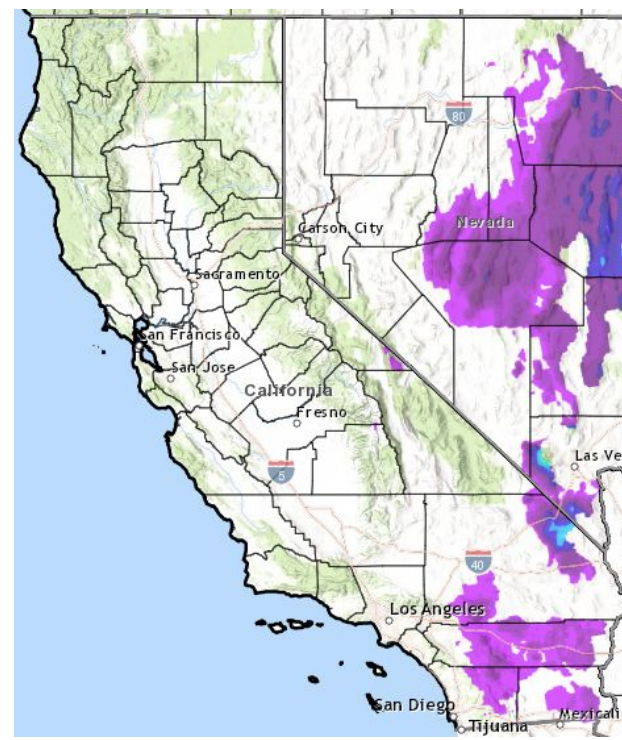 80
Nevada
Carson City
Sacramento
San Francisco
San Jose
California
Fresno
5
Las Ve
40
Los Angeles
San Diego
Mexicali
Tijuana